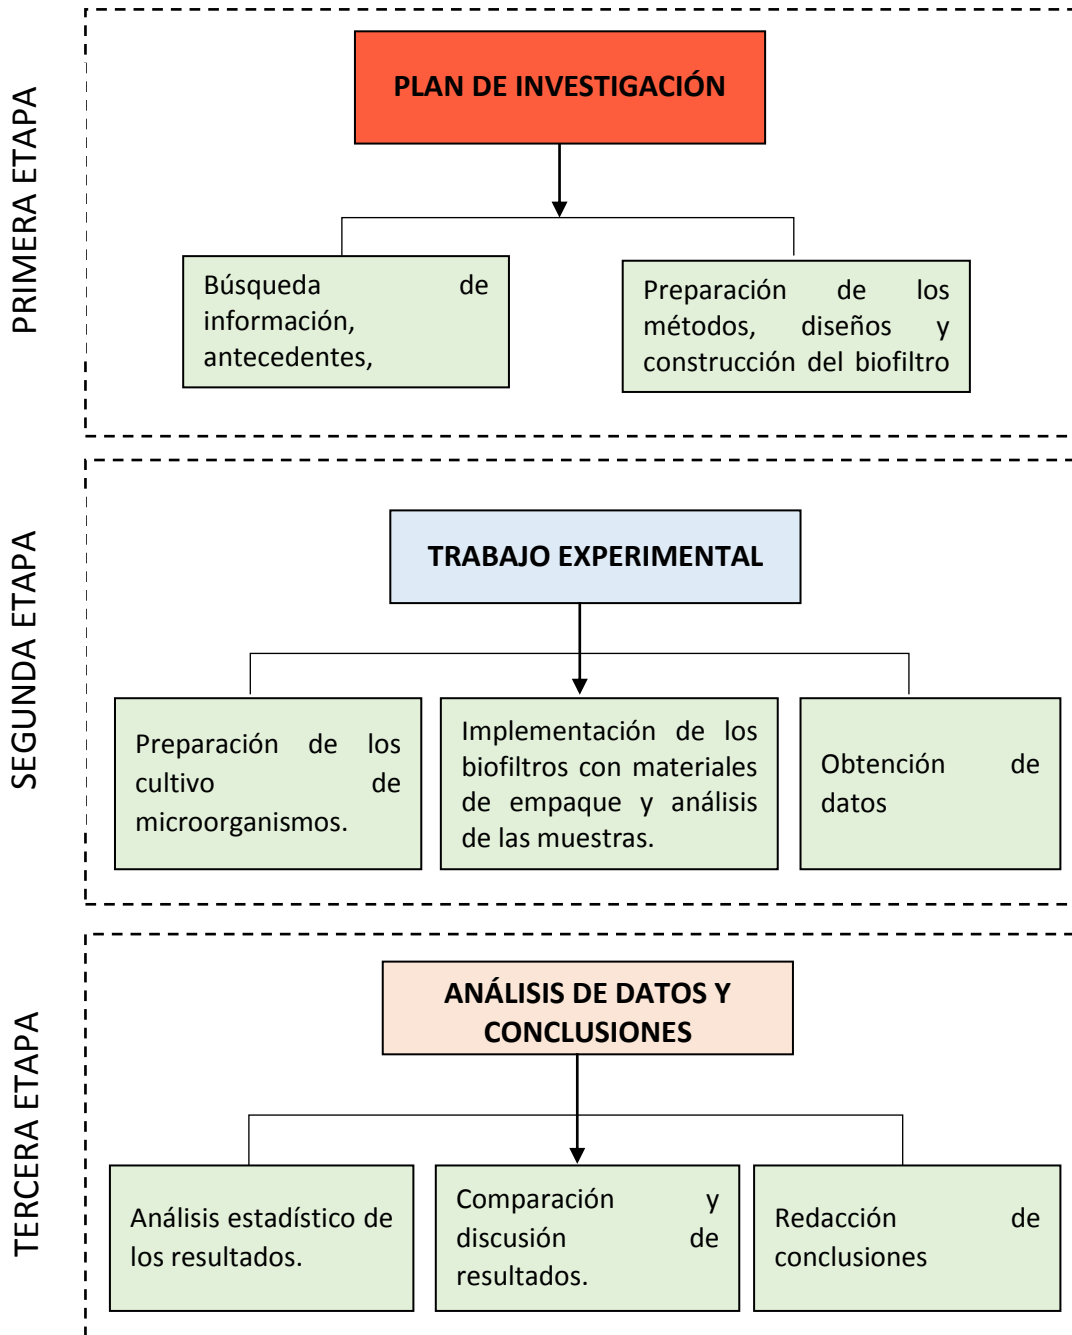 PRIMERA ETAPA
PLAN DE INVESTIGACIÓN
Búsqueda de
información,
antecedentes,
Preparación de los
métodos, diseños y
construcción del biofiltro
SEGUNDA ETAPA
TRABAJO EXPERIMENTAL
Preparación de los
cultivo de
microorganismos.
Implementación de los
biofiltros con materiales
de empaque y análisis
de las muestras.
Obtención de
datos
TERCERA ETAPA
ANÁLISIS DE DATOS Y
CONCLUSIONES
Análisis estadístico de
los resultados.
Comparación y
discusión de
resultados.
Redacción de
conclusiones